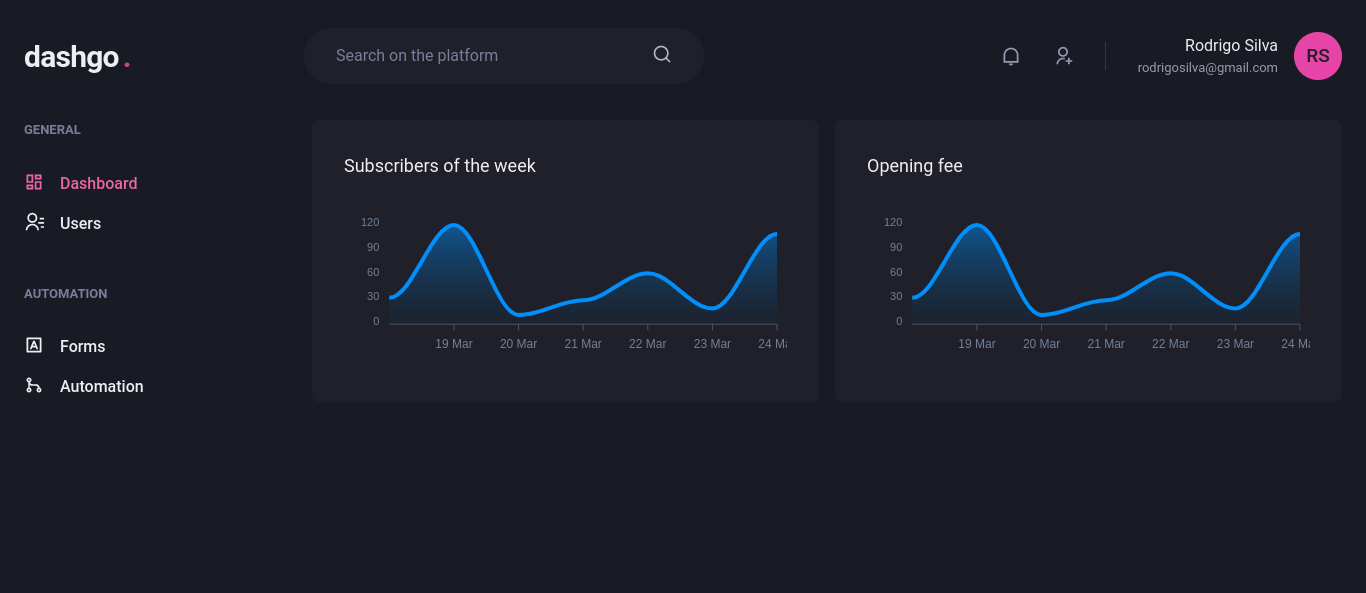 dashgo.
Search on the platform
Rodrigo Silva
rodrigosilva@gmail.com
RS
GENERAL
Dashboard
Users
AUTOMATION
A Forms
Automation
Subscribers of the week
120
90
60
30
0
19 Mar 20 Mar 21 Mar 22 Mar 23 Mar 24 Ma
Opening fee
120
90
60
30
0
19 Mar 20 Mar 21 Mar 22 Mar 23 Mar 24 Ma